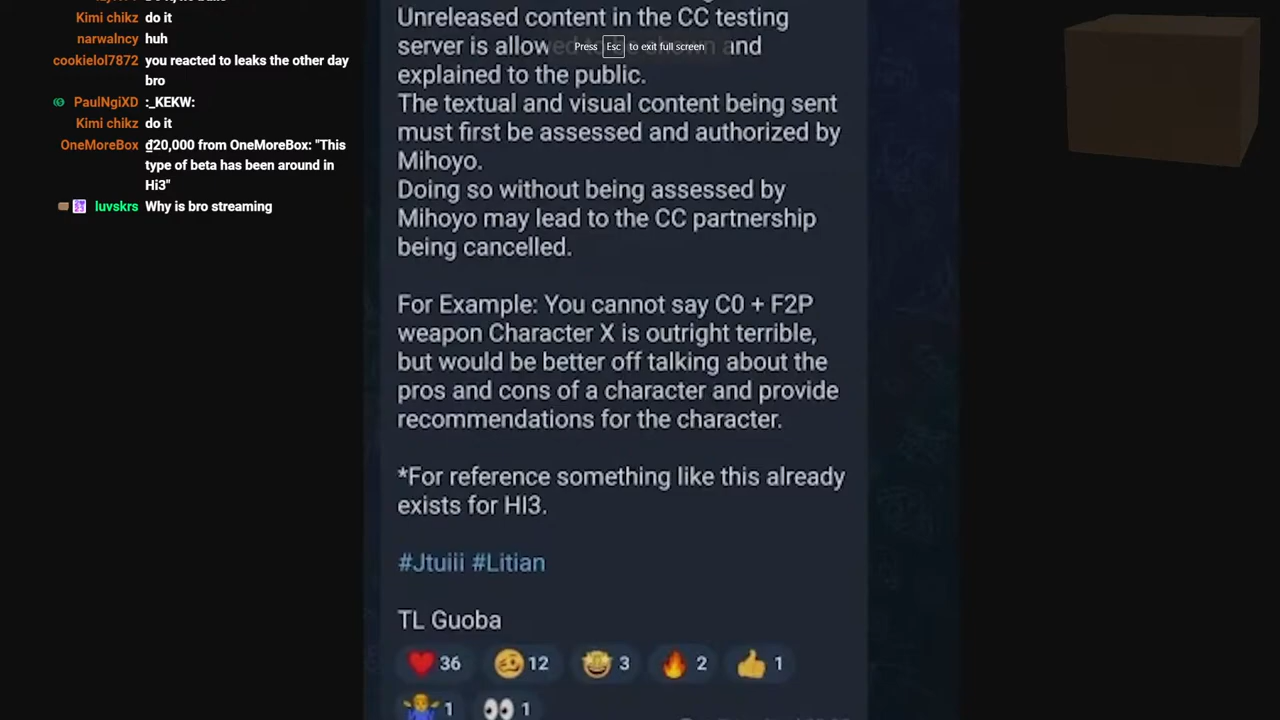 Kimi chikz do it
narwalncy huh
cookielol7872 you reacted to leaks the other day
bro
PaulNgiXD :_KEKW:
Kimi chikz do it
OneMoreBox ₫20,000 from OneMoreBox: "This
type of beta has been around in
Hi3"
luvskrs Why is bro streaming
Press Esc to exit full screen
Unreleased content in the CC testing
server is allowed to be shown and
explained to the public.
The textual and visual content being sent
must first be assessed and authorized by
Mihoyo.
Doing so without being assessed by
Mihoyo may lead to the CC partnership
being cancelled.
For Example: You cannot say C0 + F2P
weapon Character X is outright terrible,
but would be better off talking about the
pros and cons of a character and provide
recommendations for the character.
*For reference something like this already
exists for HI3.
#Jtuiii #Litian
TL Guoba
36 12 3 2 1
1 1